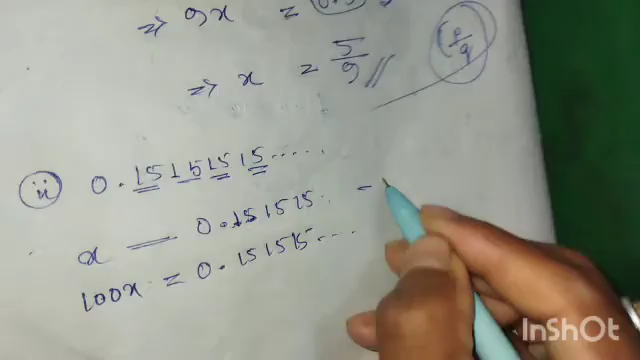 ⇒ 9x =
⇒ x = 5/9 //
(ii) 0.15151515.....
x = 0.151515..
100x = 0.151515...
InShOt